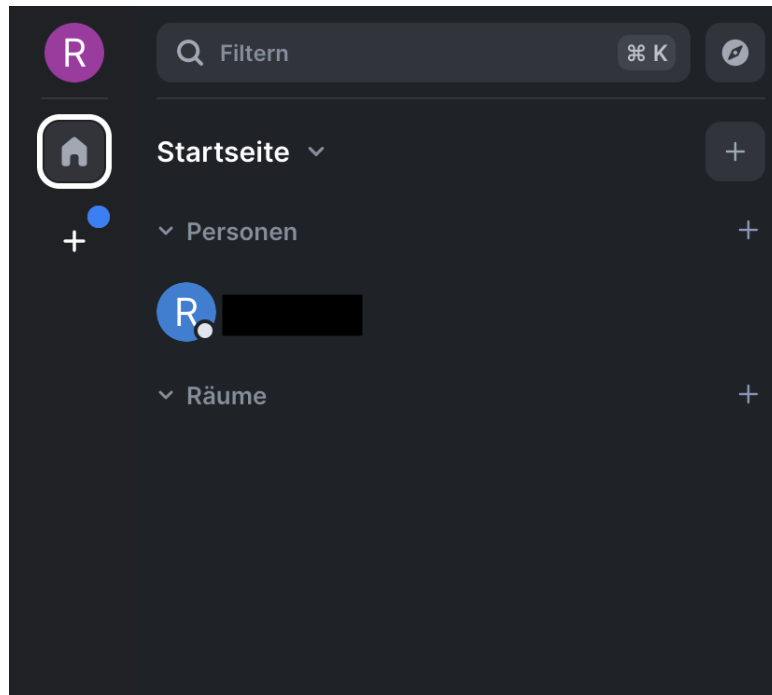 R
Filtern
⌘ K
Startseite
Personen
R
Räume